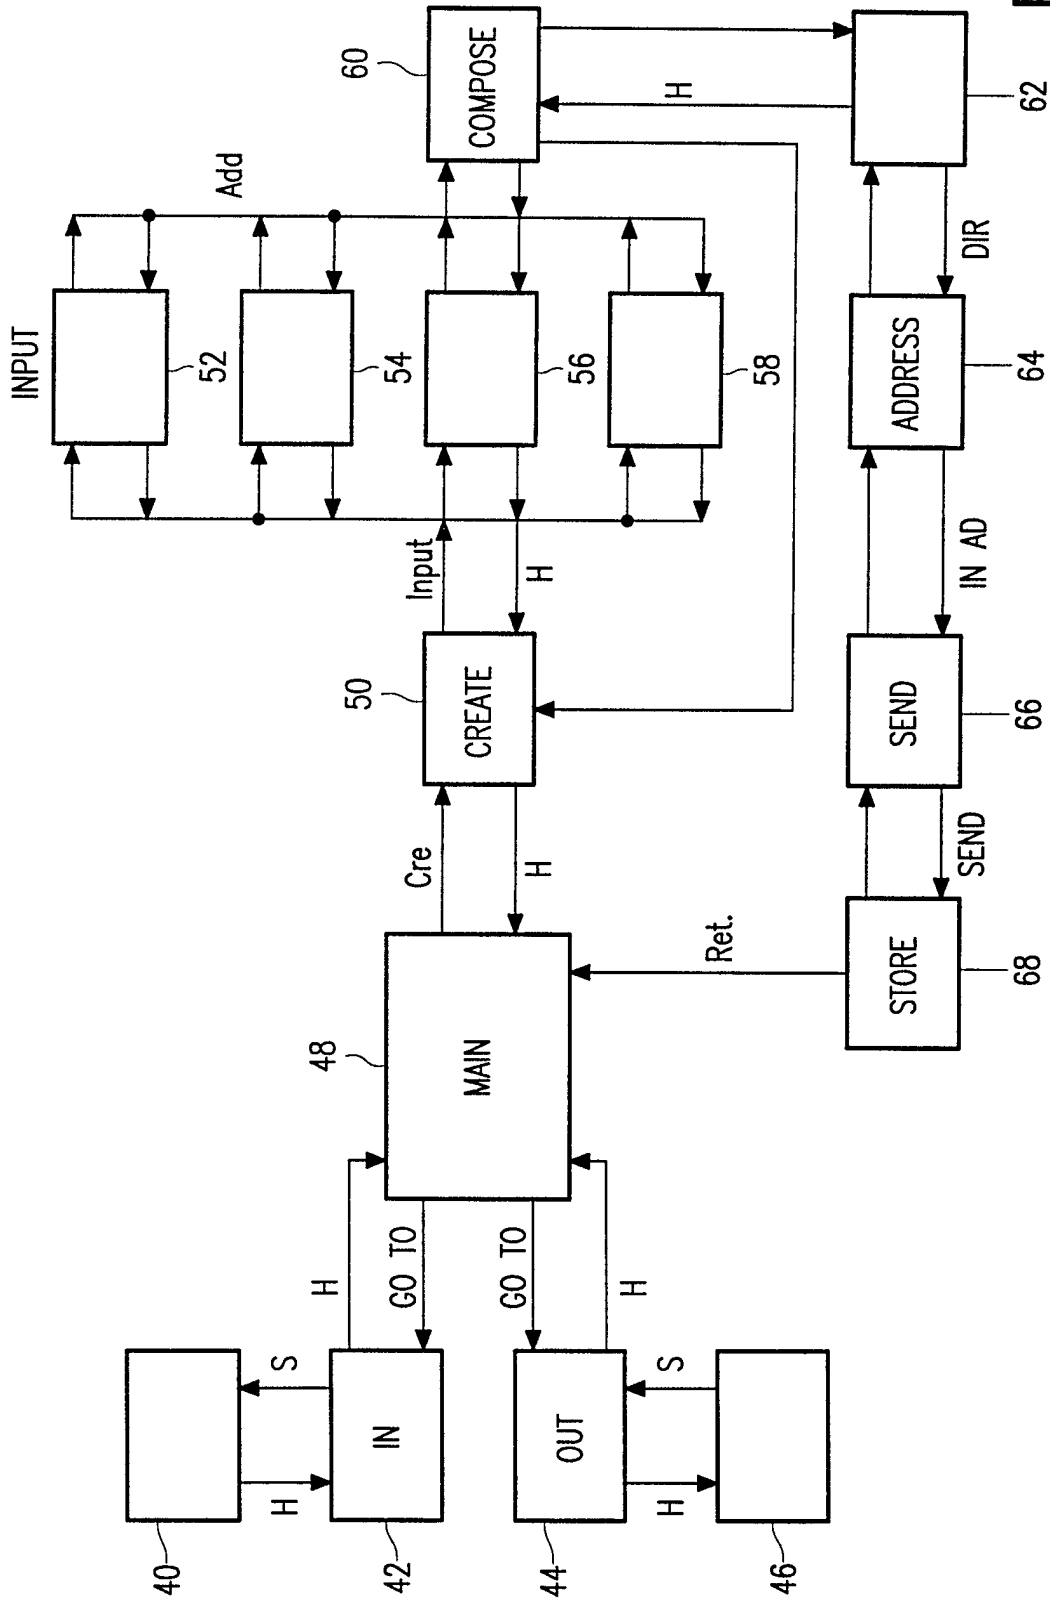 40
42
44
46
H
S
IN
OUT
H
S
H
GO TO
GO TO
H
48
MAIN
Cre
H
50
CREATE
Input
H
INPUT
52
54
56
58
Add
60
COMPOSE
H
62
DIR
ADDRESS
64
IN AD
SEND
66
SEND
STORE
68
Ret.